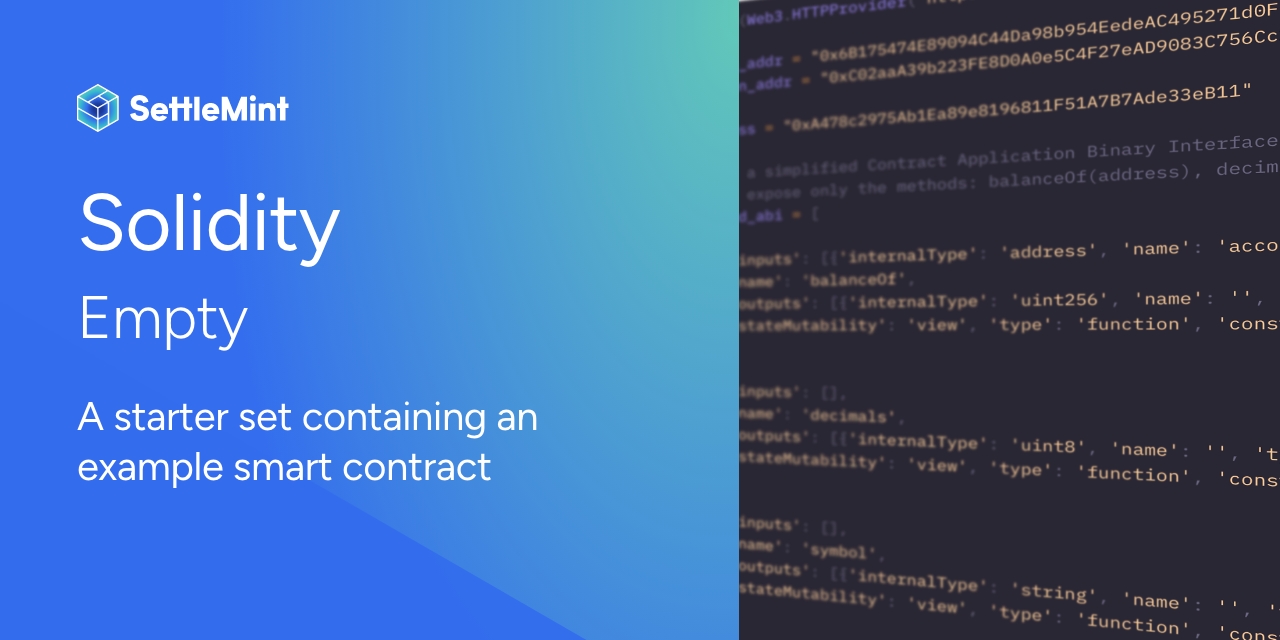 SettleMint
Solidity
Empty
A starter set containing an
example smart contract
(Web3.HTTPProvider(
_addr = "0x6B175474E89094C44Da98b954EedeAC495271d0F
n_addr = "0xC02aaA39b223FE8D0A0e5C4F27eAD9083C756Cc
ss = "0xA478c2975Ab1Ea89e8196811F51A7B7Ade33eB11"
a simplified Contract Application Binary Interface
expose only the methods: balanceOf(address), decim
d_abi = [
inputs': [{'internalType': 'address', 'name': 'acco
name': 'balanceOf',
outputs': [{'internalType': 'uint256', 'name': '',
stateMutability': 'view', 'type': 'function', 'cons
inputs': [],
name': 'decimals',
outputs': [{'internalType': 'uint8', 'name': '', 't
stateMutability': 'view', 'type': 'function', 'cons
inputs': [],
name': 'symbol',
outputs': [{'internalType': 'string', 'name': '', '
stateMutability': 'view', 'type': 'function', 'cons